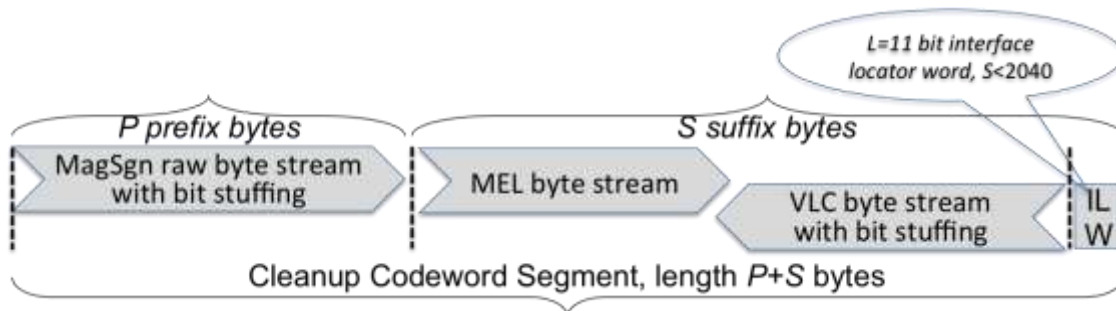 L=11 bit interface
locator word, S<2040
P prefix bytes
S suffix bytes
MagSgn raw byte stream
with bit stuffing
MEL byte stream
VLC byte stream
with bit stuffing
IL
W
Cleanup Codeword Segment, length P+S bytes